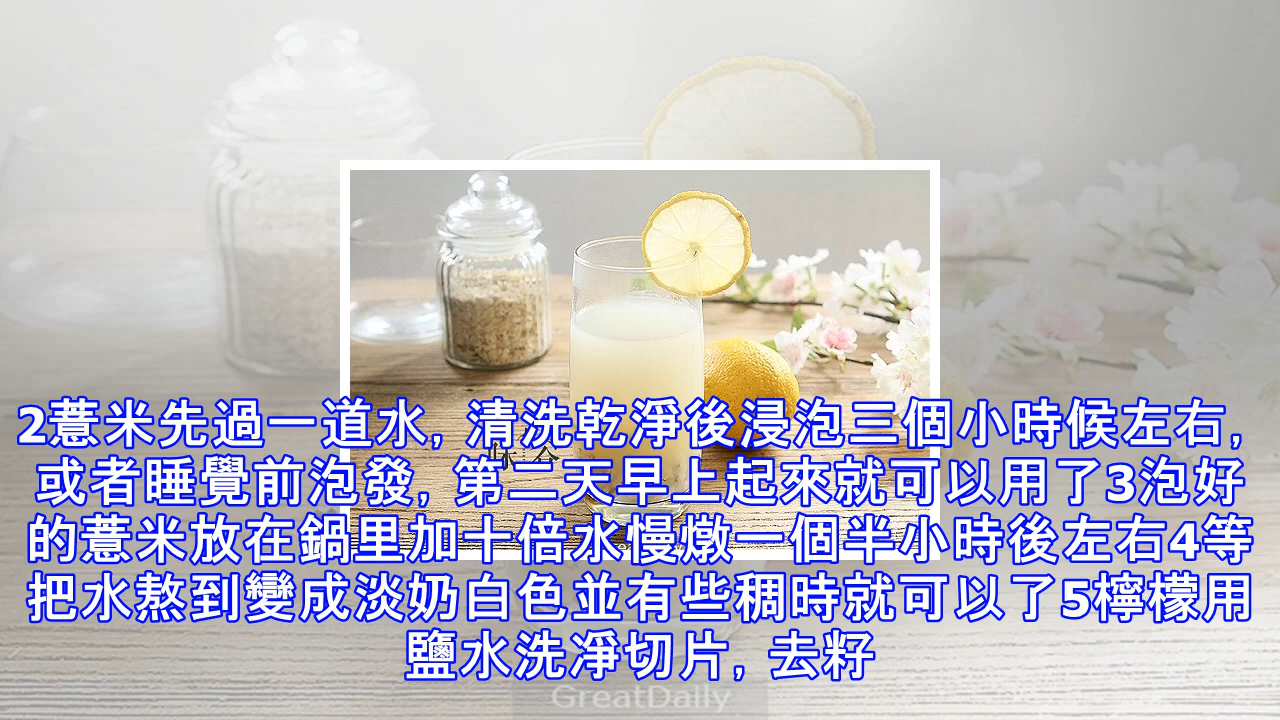 2薏米先過一道水, 清洗乾淨後浸泡三個小時候左右,
或者睡覺前泡發, 第二天早上起來就可以用了3泡好
的薏米放在鍋里加十倍水慢燉一個半小時後左右4等
把水熬到變成淡奶白色並有些稠時就可以了5檸檬用
鹽水洗凈切片, 去籽
GreatDaily